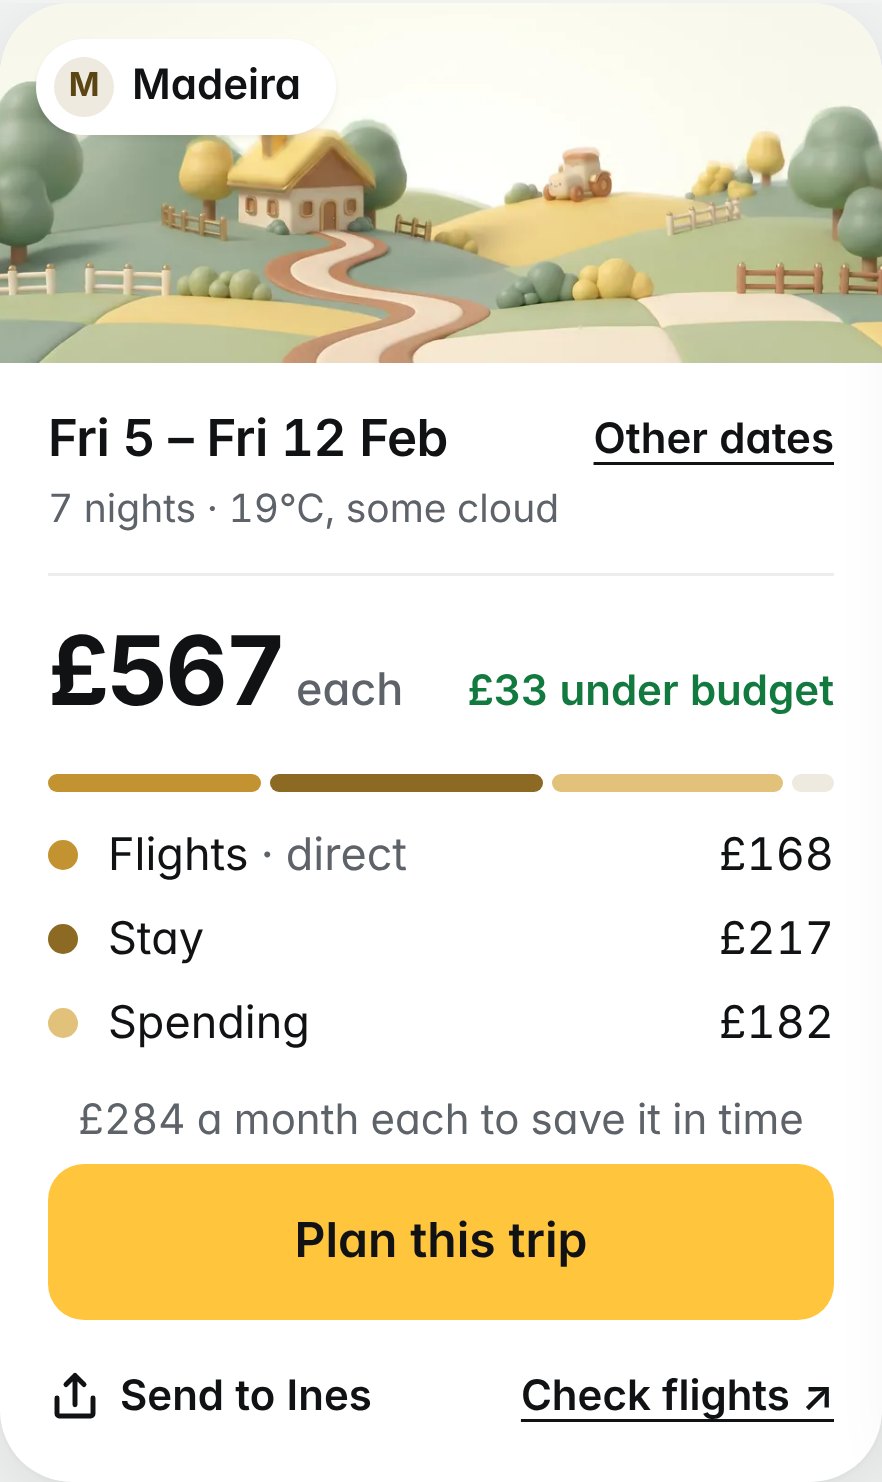 M Madeira
Fri 5 – Fri 12 Feb Other dates
7 nights · 19°C, some cloud
£567 each £33 under budget
Flights · direct £168
Stay £217
Spending £182
£284 a month each to save it in time
Plan this trip
Send to Ines Check flights ↗